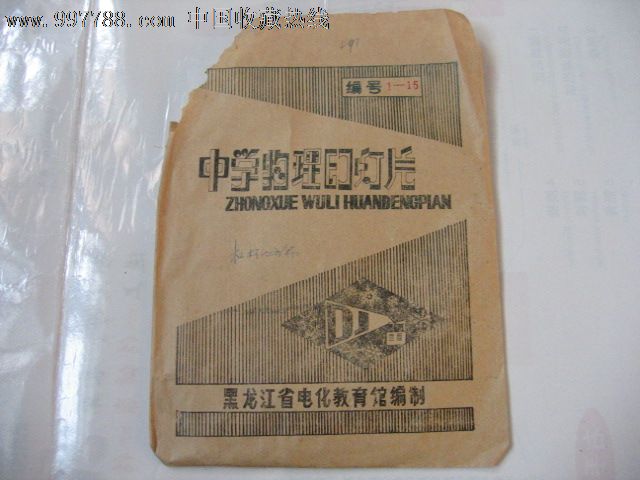 www.997788.com 中国收藏热线
291
编号 1—15
中学物理幻灯片
ZHONGXUE WULI HUANDENGPIAN
黑龙江省电化教育馆编制